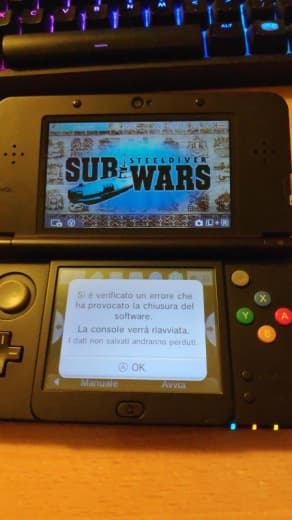 ALT
STEELDIVER
SUB WARS
L + R
Si è verificato un errore che
ha provocato la chiusura del
software.
La console verrà riavviata.
I dati non salvati andranno perduti.
A OK
Manuale
Avvia
X
Y
A
B